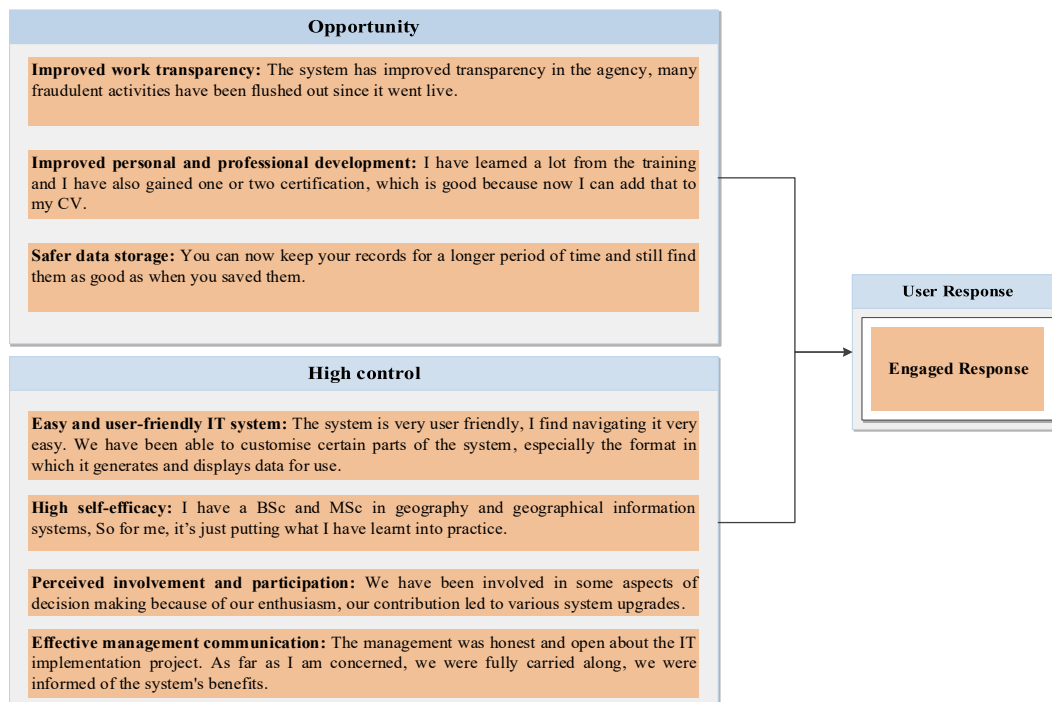 Opportunity
Improved work transparency: The system has improved transparency in the agency, many
fraudulent activities have been flushed out since it went live.
Improved personal and professional development: I have learned a lot from the training
and I have also gained one or two certification, which is good because now I can add that to
my CV.
Safer data storage: You can now keep your records for a longer period of time and still find
them as good as when you saved them.
User Response
Engaged Response
High control
Easy and user-friendly IT system: The system is very user friendly, I find navigating it very
easy. We have been able to customise certain parts of the system, especially the format in
which it generates and displays data for use.
High self-efficacy: I have a BSc and MSc in geography and geographical information
systems, So for me, it’s just putting what I have learnt into practice.
Perceived involvement and participation: We have been involved in some aspects of
decision making because of our enthusiasm, our contribution led to various system upgrades.
Effective management communication: The management was honest and open about the IT
implementation project. As far as I am concerned, we were fully carried along, we were
informed of the system's benefits.